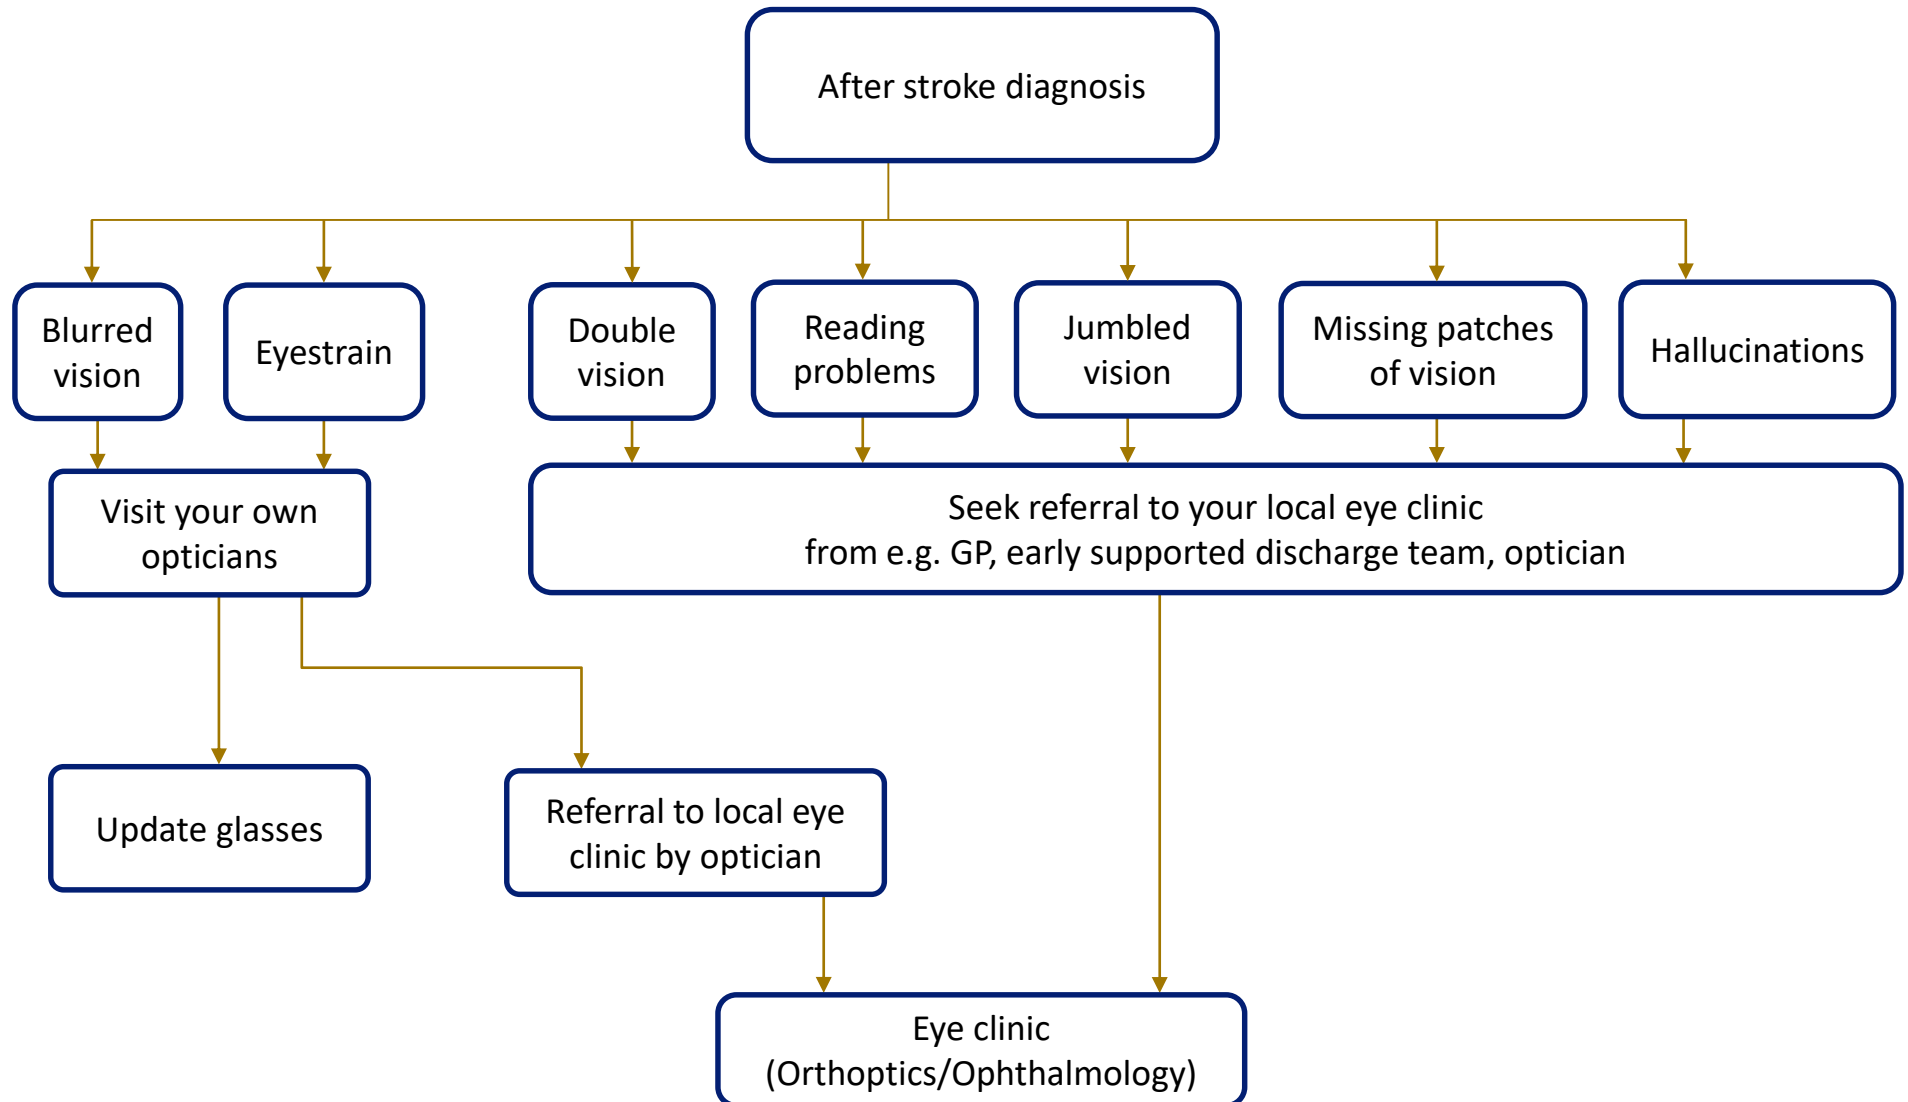 After stroke diagnosis
Blurred
vision
Eyestrain
Double
vision
Reading
problems
Jumbled
vision
Missing patches
of vision
Hallucinations
Visit your own
opticians
Seek referral to your local eye clinic
from e.g. GP, early supported discharge team, optician
Update glasses
Referral to local eye
clinic by optician
Eye clinic
(Orthoptics/Ophthalmology)